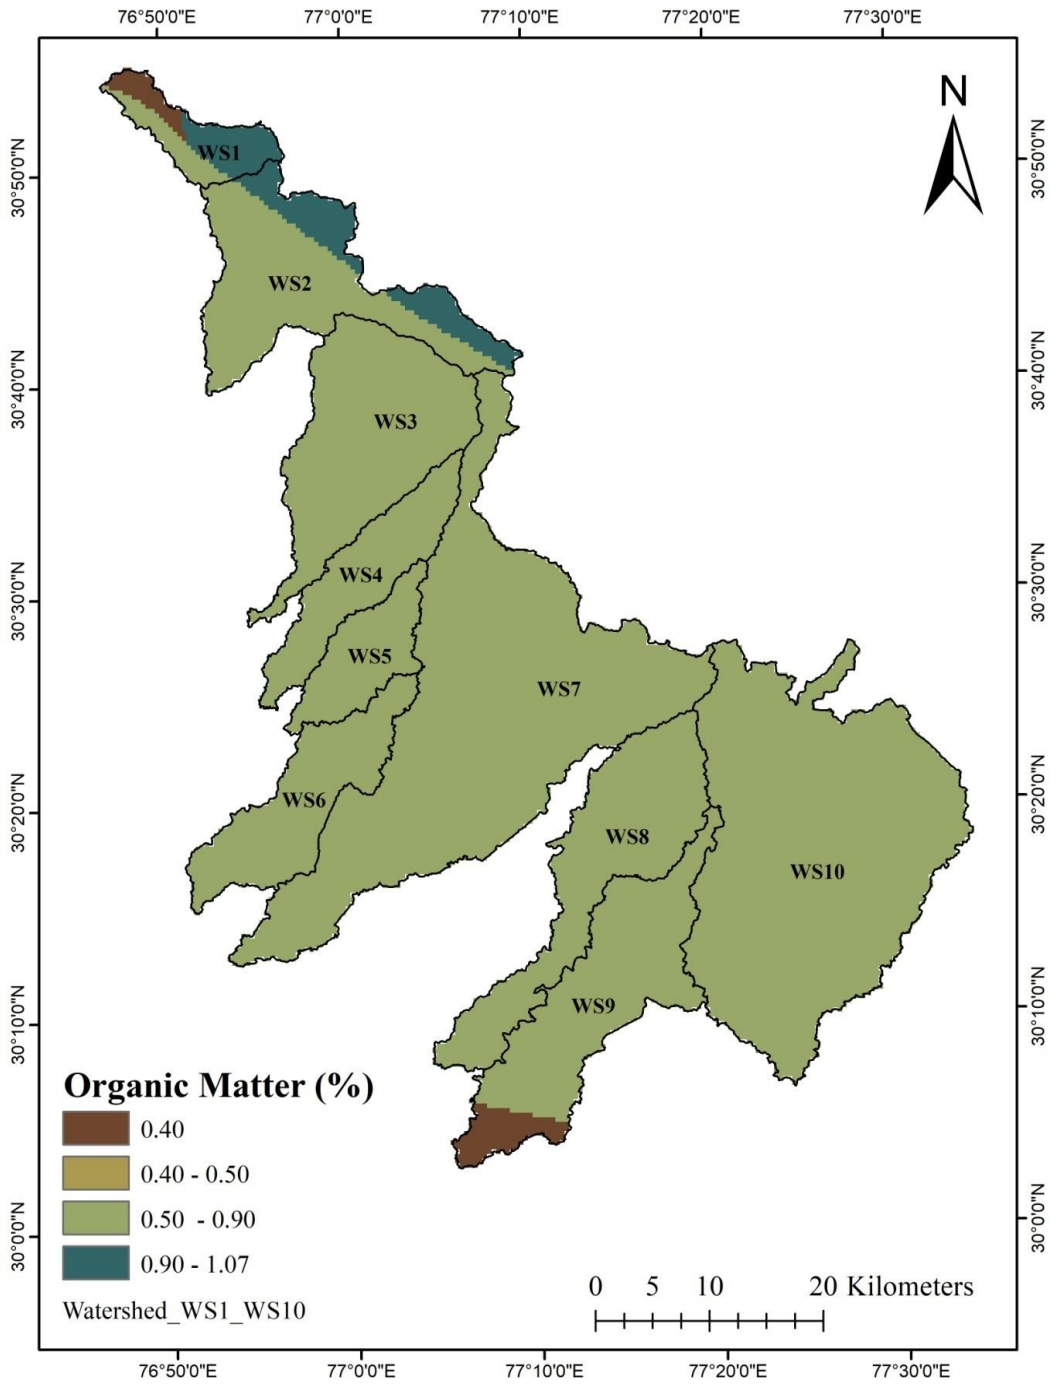 76°50'0"E 77°0'0"E 77°10'0"E 77°20'0"E 77°30'0"E
N
30°50'0"N 30°50'0"N
WS1
WS2
30°40'0"N 30°40'0"N
WS3
30°30'0"N 30°30'0"N
WS4
WS5
WS7
30°20'0"N 30°20'0"N
WS6
WS8
WS10
WS9
30°10'0"N 30°10'0"N
Organic Matter (%)
0.40
0.40 - 0.50
0.50 - 0.90
0.90 - 1.07
30°0'0"N 30°0'0"N
Watershed_WS1_WS10
0 5 10 20 Kilometers
76°50'0"E 77°0'0"E 77°10'0"E 77°20'0"E 77°30'0"E